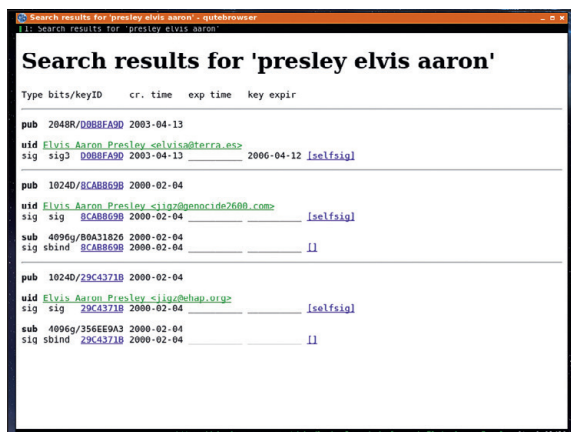 Search results for 'presley elvis aaron' - qutebrowser
1: Search results for 'presley elvis aaron'
Search results for 'presley elvis aaron'
Type bits/keyID cr. time exp time key expir
pub 2048R/D0B8FA9D 2003-04-13
uid Elvis Aaron Presley <elvisa@terra.es>
sig sig3 D0B8FA9D 2003-04-13 __________ 2006-04-12 [selfsig]
pub 1024D/8CAB869B 2000-02-04
uid Elvis Aaron Presley <jigz@genocide2600.com>
sig sig 8CAB869B 2000-02-04 __________ __________ [selfsig]
sub 4096g/B0A31826 2000-02-04
sig sbind 8CAB869B 2000-02-04 __________ __________ []
pub 1024D/29C4371B 2000-02-04
uid Elvis Aaron Presley <jigz@ehap.org>
sig sig 29C4371B 2000-02-04 __________ __________ [selfsig]
sub 4096g/356EE9A3 2000-02-04
sig sbind 29C4371B 2000-02-04 __________ __________ []